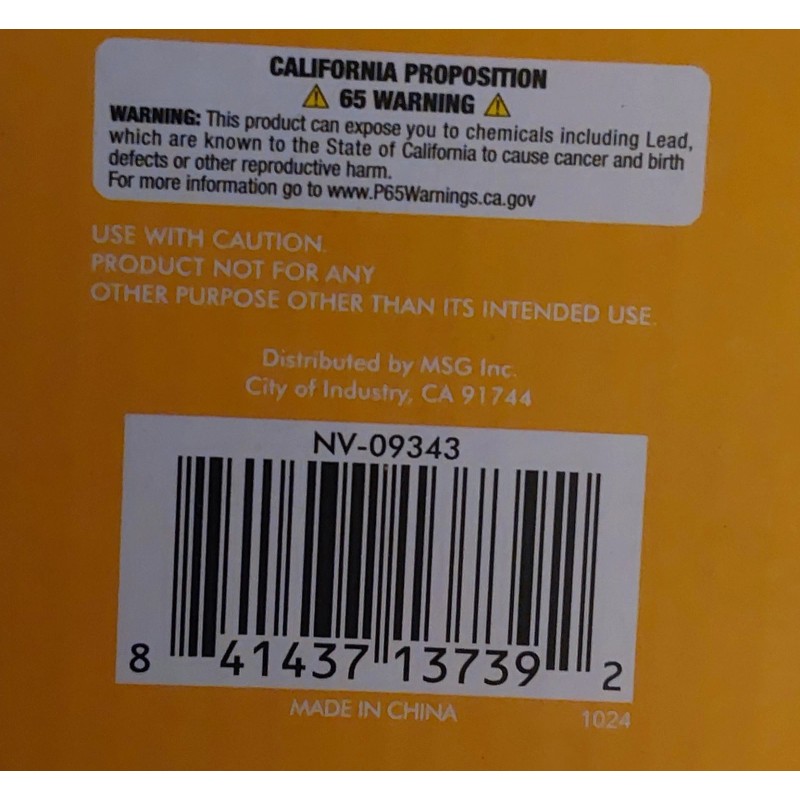 CALIFORNIA PROPOSITION
65 WARNING
WARNING: This product can expose you to chemicals including Lead,
which are known to the State of California to cause cancer and birth
defects or other reproductive harm.
For more information go to www.P65Warnings.ca.gov
USE WITH CAUTION.
PRODUCT NOT FOR ANY
OTHER PURPOSE OTHER THAN ITS INTENDED USE.
Distributed by MSG Inc.
City of Industry, CA 91744
NV-09343
8 41437 13739 2
MADE IN CHINA 1024